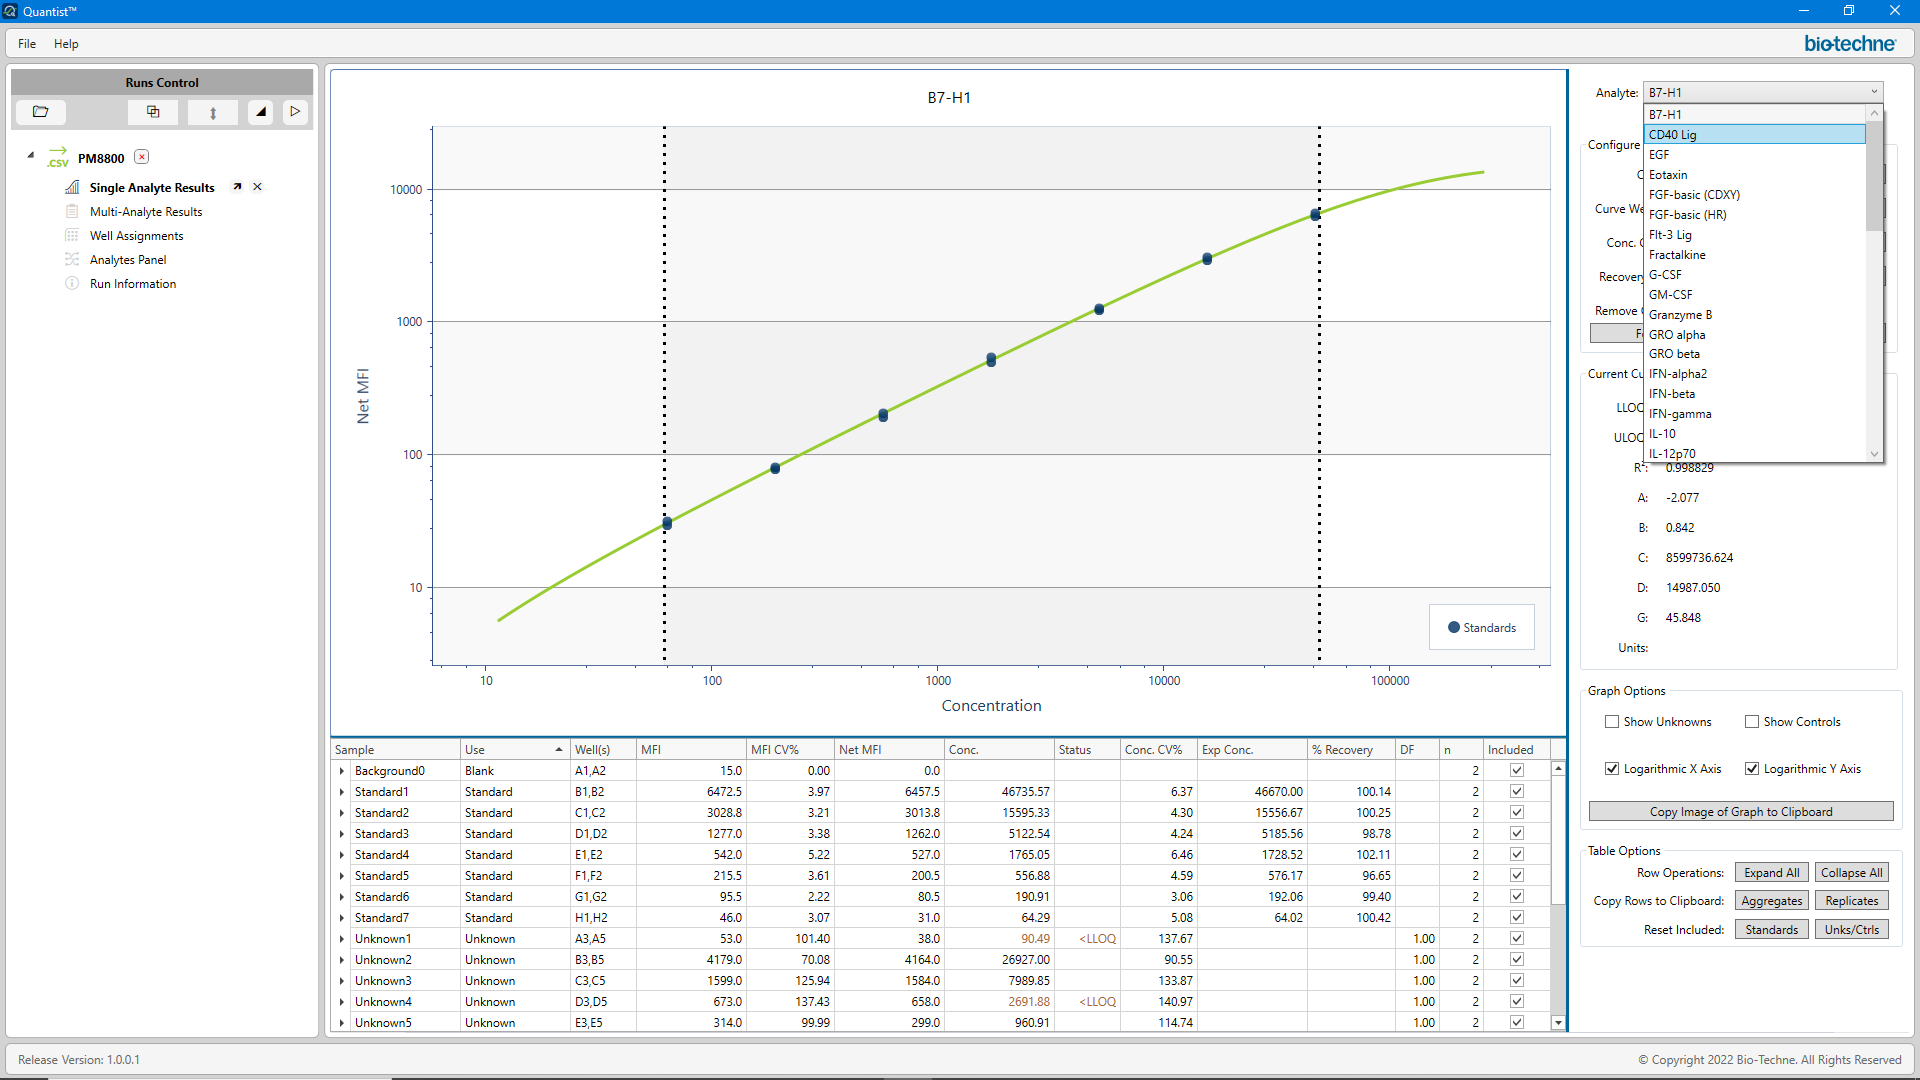 Quantist™
File Help
bio-techne
Runs Control
.csv PM8800
Single Analyte Results
Multi-Analyte Results
Well Assignments
Analytes Panel
Run Information
B7-H1
Net MFI
10000
1000
100
10
10 100 1000 10000 100000
Concentration
Standards
Analyte: B7-H1
B7-H1
CD40 Lig
EGF
Eotaxin
FGF-basic (CDXY)
FGF-basic (HR)
Flt-3 Lig
Fractalkine
G-CSF
GM-CSF
Granzyme B
GRO alpha
GRO beta
IFN-alpha2
IFN-beta
IFN-gamma
IL-10
IL-12p70
Configure
Curve We
Conc.
Recovery
Remove
Current Cu
LLOQ
ULOQ
R²: 0.998829
A: -2.077
B: 0.842
C: 8599736.624
D: 14987.050
G: 45.848
Units:
Graph Options
Show Unknowns Show Controls
Logarithmic X Axis Logarithmic Y Axis
Copy Image of Graph to Clipboard
Table Options
Row Operations: Expand All Collapse All
Copy Rows to Clipboard: Aggregates Replicates
Reset Included: Standards Unks/Ctrls
Sample Use Well(s) MFI MFI CV% Net MFI Conc. Status Conc. CV% Exp Conc. % Recovery DF n Included
Background0 Blank A1,A2 15.0 0.00 0.0 2
Standard1 Standard B1,B2 6472.5 3.97 6457.5 46735.57 6.37 46670.00 100.14 2
Standard2 Standard C1,C2 3028.8 3.21 3013.8 15595.33 4.30 15556.67 100.25 2
Standard3 Standard D1,D2 1277.0 3.38 1262.0 5122.54 4.24 5185.56 98.78 2
Standard4 Standard E1,E2 542.0 5.22 527.0 1765.05 6.46 1728.52 102.11 2
Standard5 Standard F1,F2 215.5 3.61 200.5 556.88 4.59 576.17 96.65 2
Standard6 Standard G1,G2 95.5 2.22 80.5 190.91 3.06 192.06 99.40 2
Standard7 Standard H1,H2 46.0 3.07 31.0 64.29 5.08 64.02 100.42 2
Unknown1 Unknown A3,A5 53.0 101.40 38.0 90.49 <LLOQ 137.67 1.00 2
Unknown2 Unknown B3,B5 4179.0 70.08 4164.0 26927.00 90.55 1.00 2
Unknown3 Unknown C3,C5 1599.0 125.94 1584.0 7989.85 133.87 1.00 2
Unknown4 Unknown D3,D5 673.0 137.43 658.0 2691.88 <LLOQ 140.97 1.00 2
Unknown5 Unknown E3,E5 314.0 99.99 299.0 960.91 114.74 1.00 2
Release Version: 1.0.0.1
© Copyright 2022 Bio-Techne. All Rights Reserved